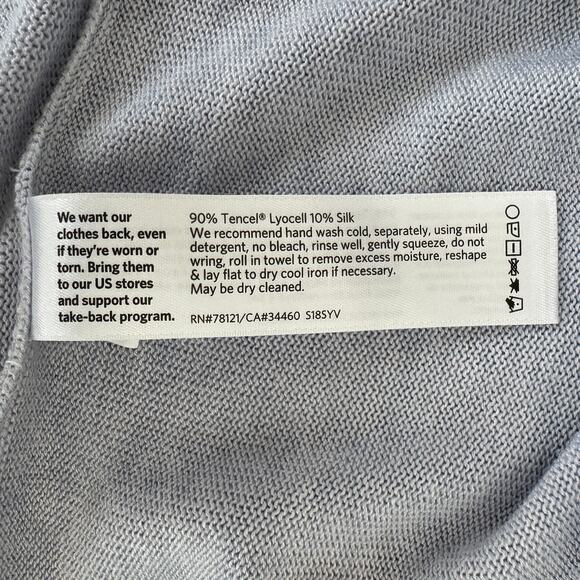 We want our
clothes back, even
if they're worn or
torn. Bring them
to our US stores
and support our
take-back program.
90% Tencel® Lyocell 10% Silk
We recommend hand wash cold, separately, using mild
detergent, no bleach, rinse well, gently squeeze, do not
wring, roll in towel to remove excess moisture, reshape
& lay flat to dry cool iron if necessary.
May be dry cleaned.
RN#78121/CA#34460 S18SYV